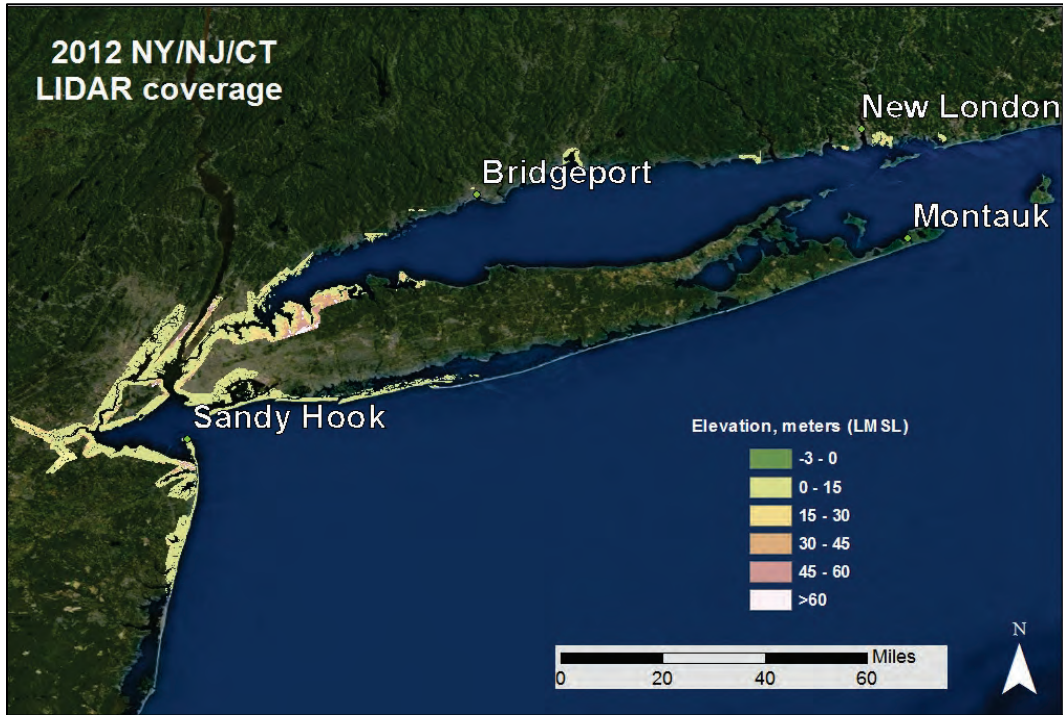 2012 NY/NJ/CT
LIDAR coverage
New London
Bridgeport
Montauk
Sandy Hook
Elevation, meters (LMSL)
-3 - 0
0 - 15
15 - 30
30 - 45
45 - 60
>60
N
Miles
0 20 40 60